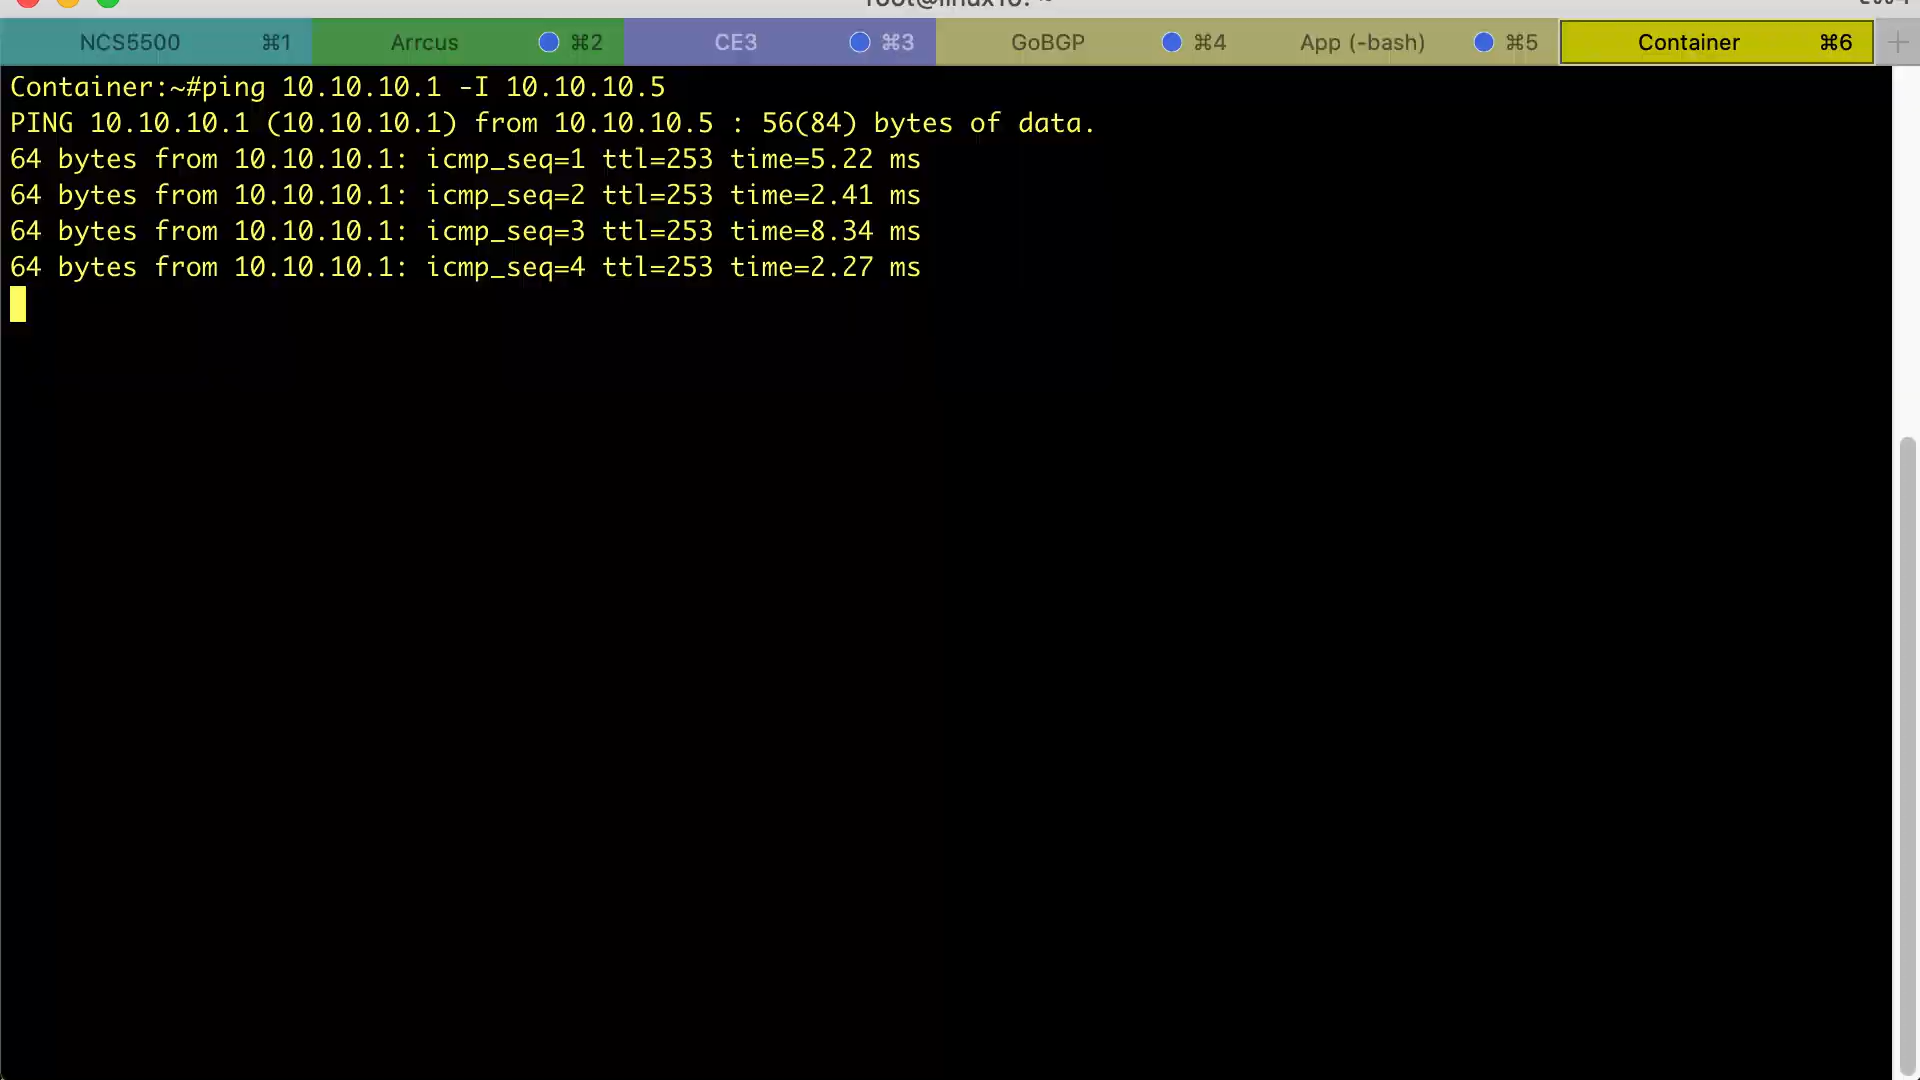 NCS5500 ⌘1 Arrcus ⌘2 CE3 ⌘3 GoBGP ⌘4 App (-bash) ⌘5 Container ⌘6
Container:~#ping 10.10.10.1 -I 10.10.10.5
PING 10.10.10.1 (10.10.10.1) from 10.10.10.5 : 56(84) bytes of data.
64 bytes from 10.10.10.1: icmp_seq=1 ttl=253 time=5.22 ms
64 bytes from 10.10.10.1: icmp_seq=2 ttl=253 time=2.41 ms
64 bytes from 10.10.10.1: icmp_seq=3 ttl=253 time=8.34 ms
64 bytes from 10.10.10.1: icmp_seq=4 ttl=253 time=2.27 ms